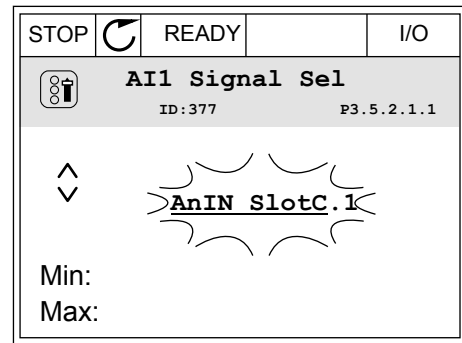 STOP READY I/O
AI1 Signal Sel
ID:377 P3.5.2.1.1
AnIN SlotC.1
Min:
Max: